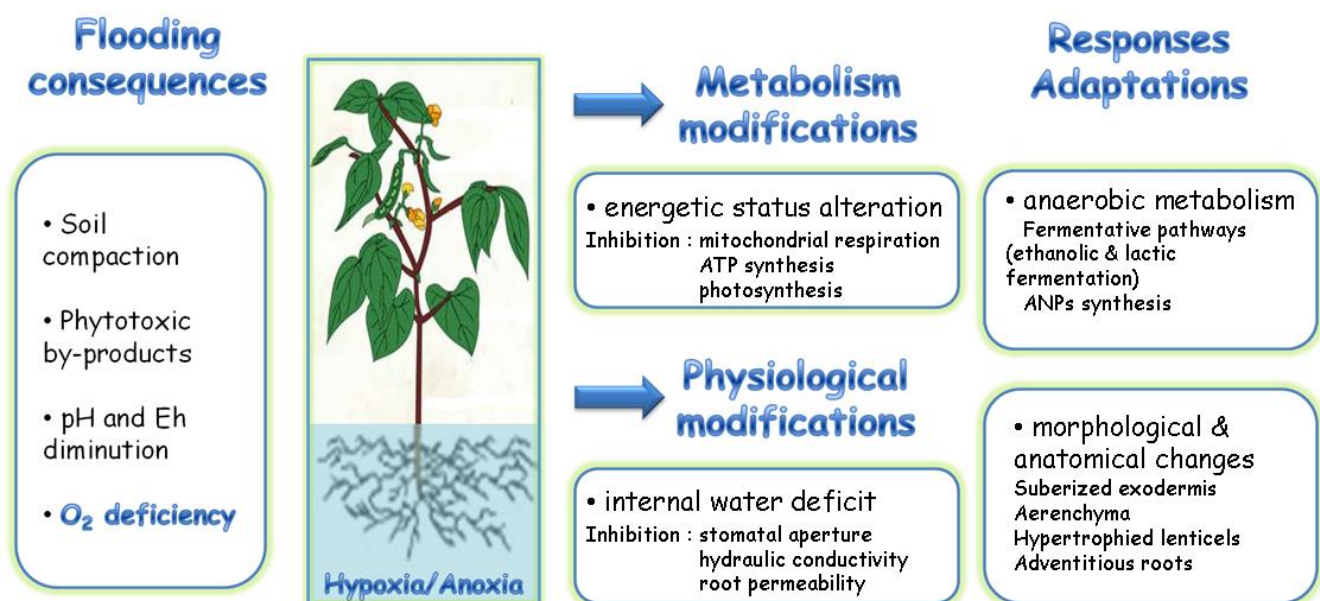 Flooding
consequences
• Soil
compaction
• Phytotoxic
by-products
• pH and Eh
diminution
• O₂ deficiency
Hypoxia/Anoxia
Metabolism
modifications
• energetic status alteration
Inhibition : mitochondrial respiration
ATP synthesis
photosynthesis
Physiological
modifications
• internal water deficit
Inhibition : stomatal aperture
hydraulic conductivity
root permeability
Responses
Adaptations
• anaerobic metabolism
Fermentative pathways
(ethanolic & lactic
fermentation)
ANPs synthesis
• morphological &
anatomical changes
Suberized exodermis
Aerenchyma
Hypertrophied lenticels
Adventitious roots